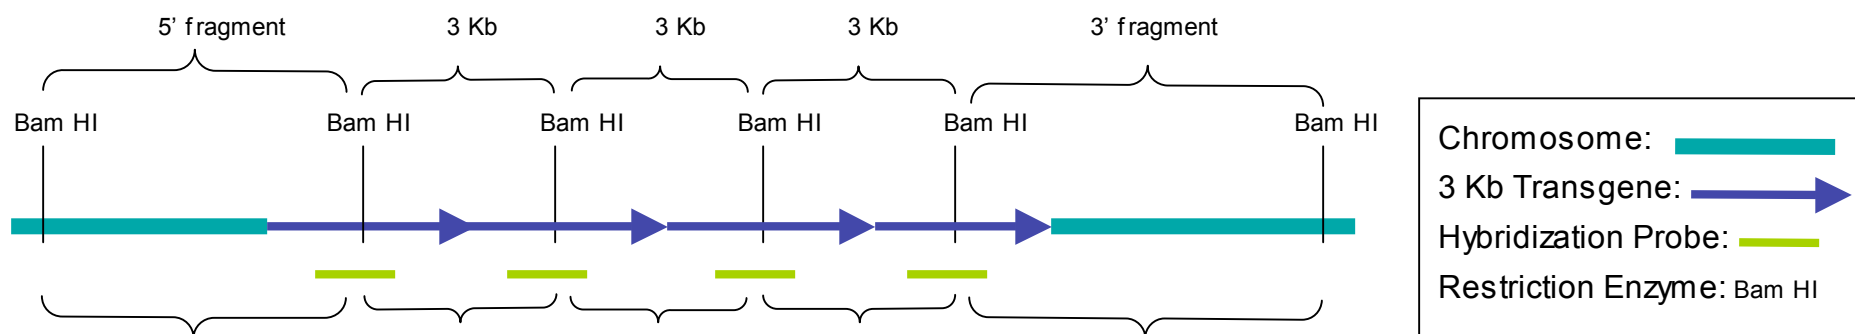 5’ fragment 3 Kb 3 Kb 3 Kb 3’ fragment
Bam HI Bam HI Bam HI Bam HI Bam HI Bam HI
Chromosome:
3 Kb Transgene:
Hybridization Probe:
Restriction Enzyme: Bam HI